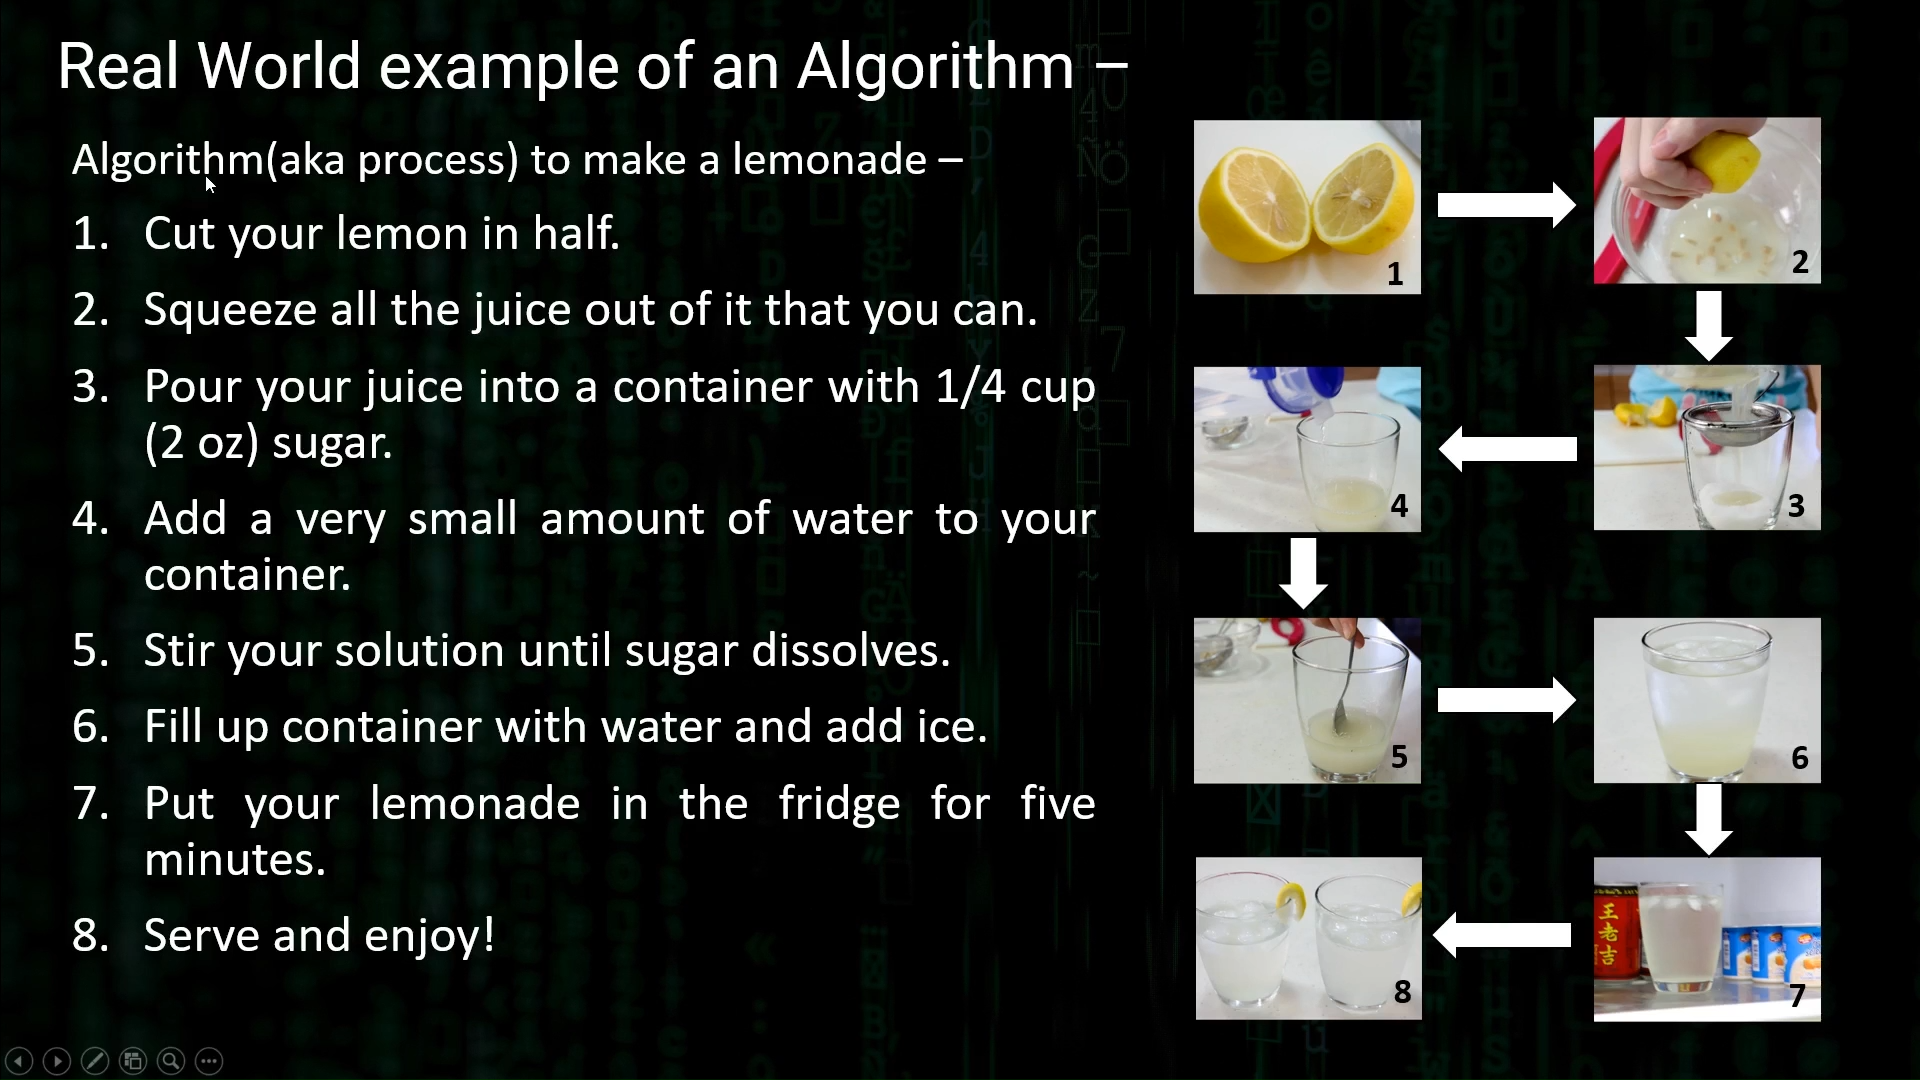 Real World example of an Algorithm –
Algorithm(aka process) to make a lemonade –
1. Cut your lemon in half.
2. Squeeze all the juice out of it that you can.
3. Pour your juice into a container with 1/4 cup
(2 oz) sugar.
4. Add a very small amount of water to your
container.
5. Stir your solution until sugar dissolves.
6. Fill up container with water and add ice.
7. Put your lemonade in the fridge for five
minutes.
8. Serve and enjoy!
1
2
3
4
5
6
王老吉
7
8